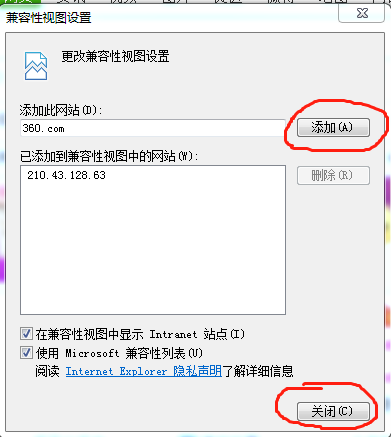 兼容性视图设置
更改兼容性视图设置
添加此网站(D):
360.com
添加(A)
已添加到兼容性视图中的网站(W):
210.43.128.63
删除(R)
在兼容性视图中显示 Intranet 站点(I)
使用 Microsoft 兼容性列表(U)
阅读 Internet Explorer 隐私声明了解详细信息
关闭(C)